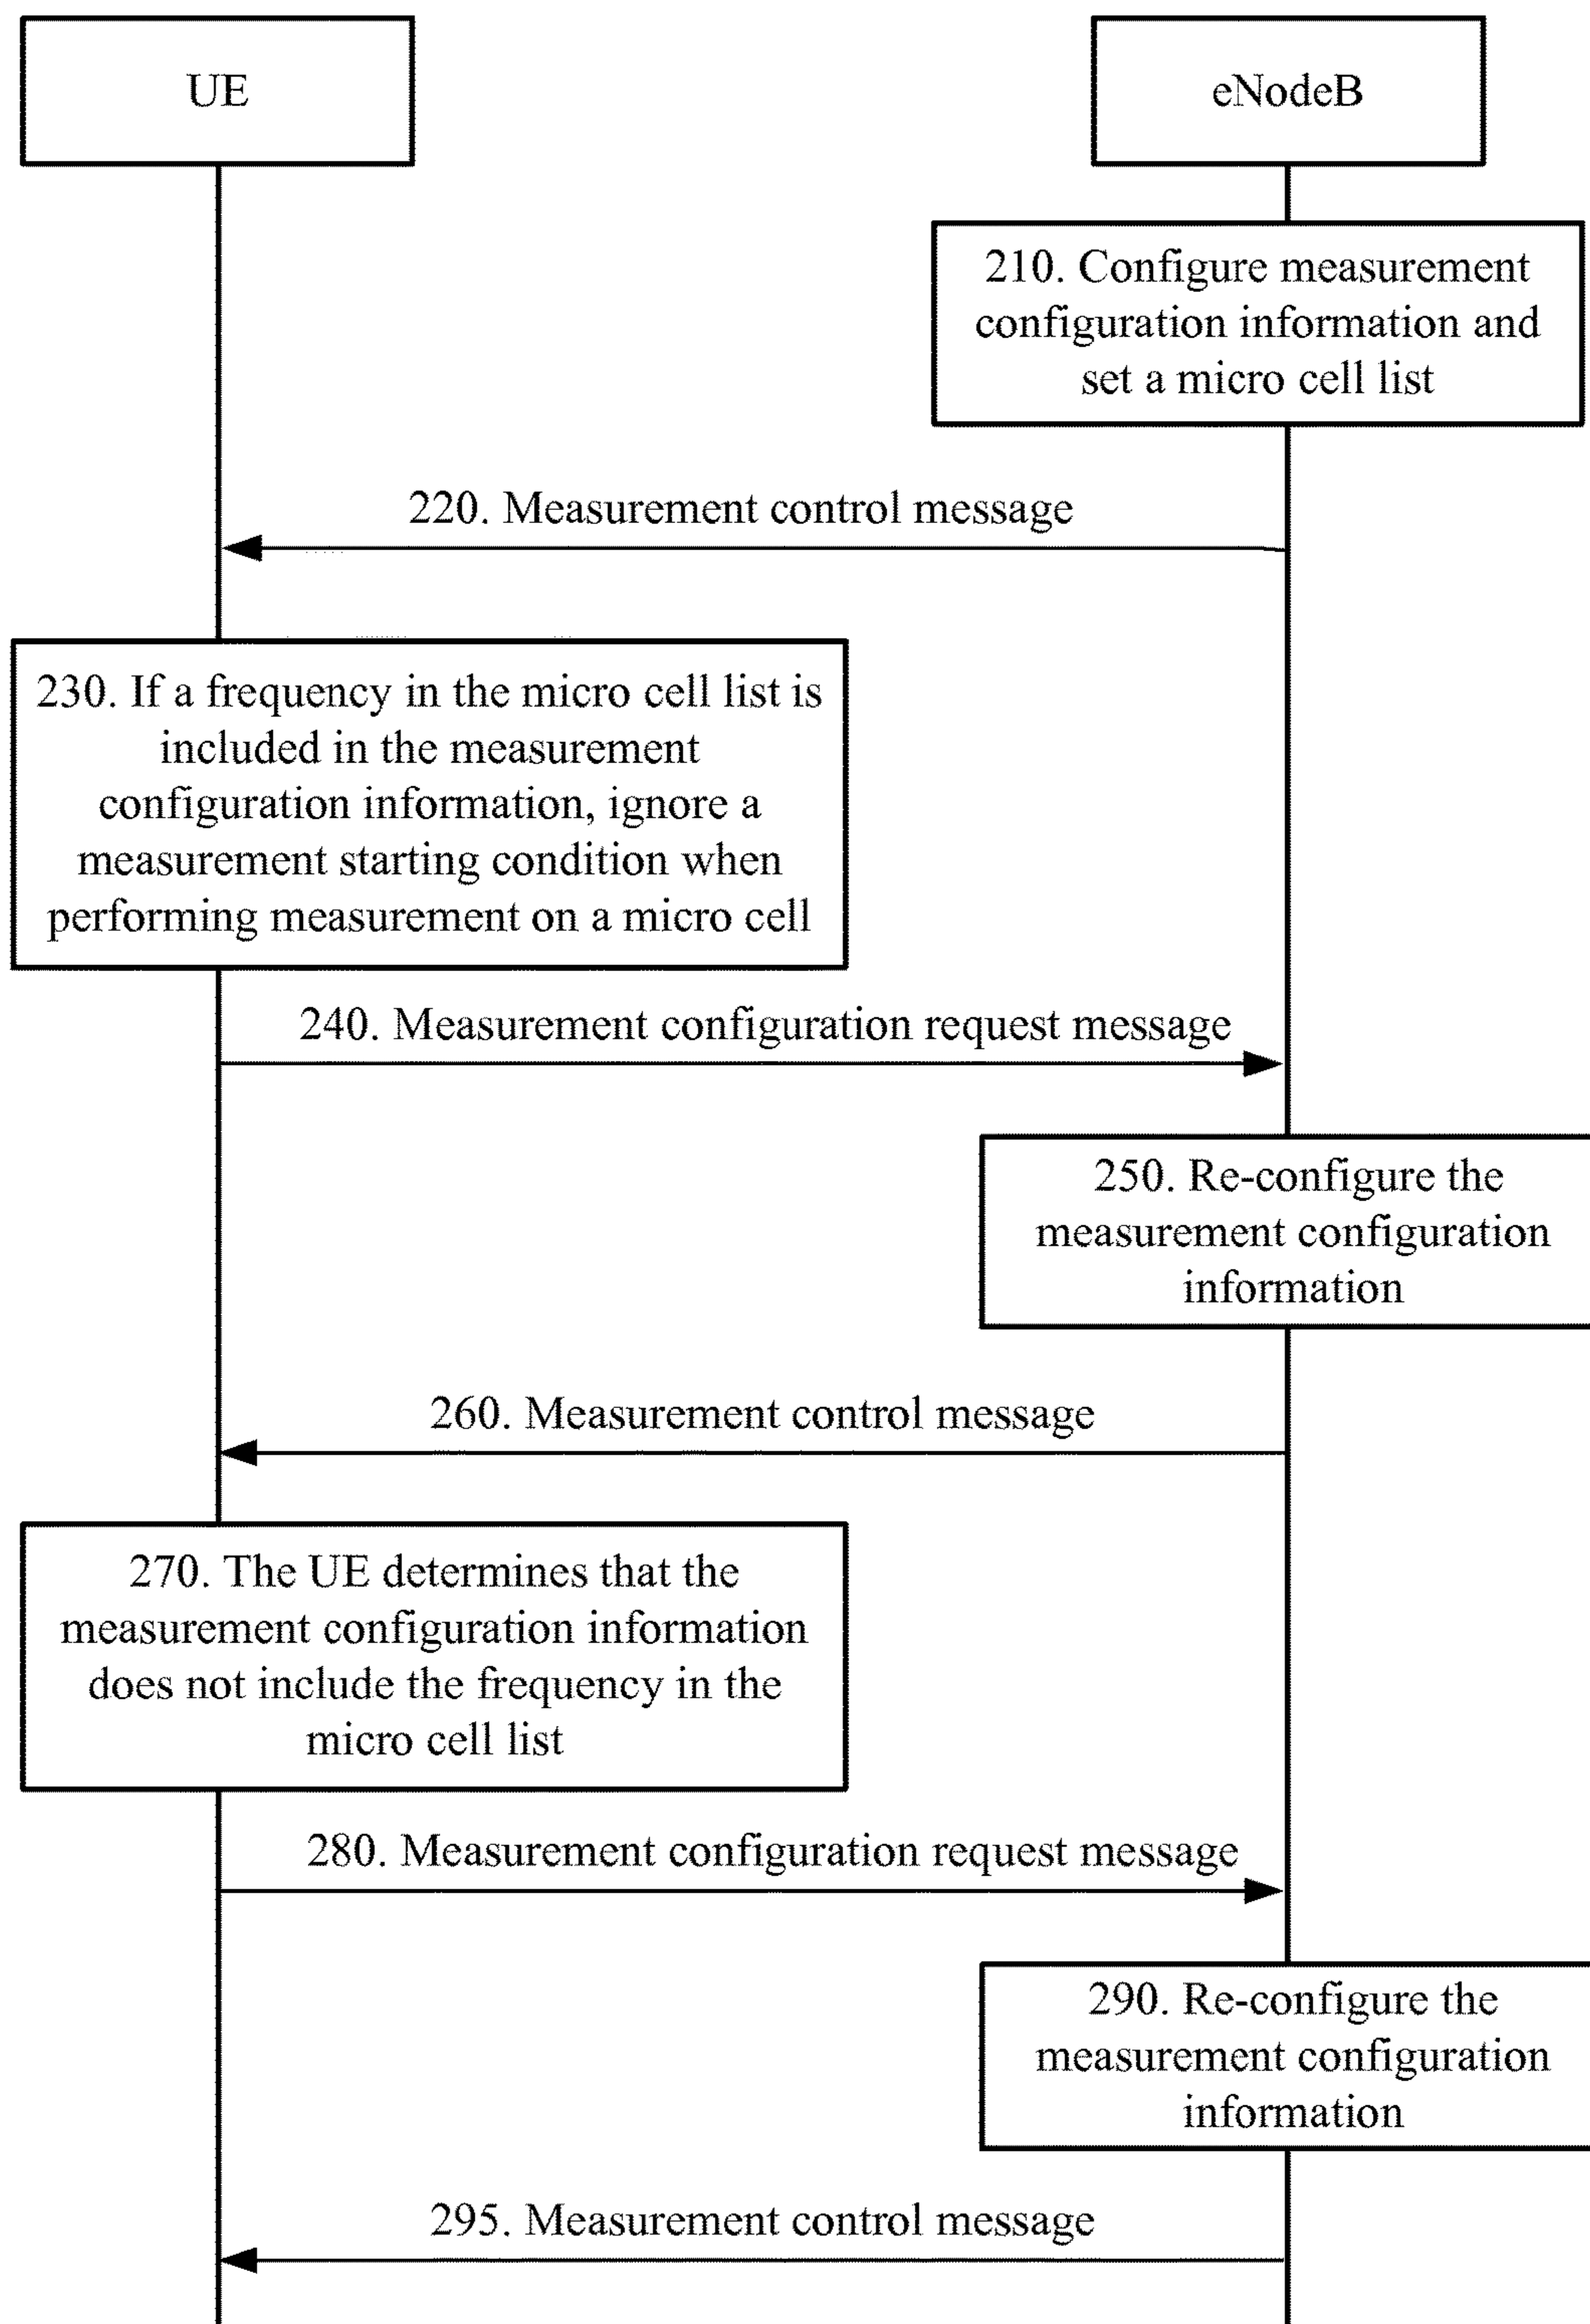 UE
eNodeB
210. Configure measurement
configuration information and
set a micro cell list
220. Measurement control message
230. If a frequency in the micro cell list is
included in the measurement
configuration information, ignore a
measurement starting condition when
performing measurement on a micro cell
240. Measurement configuration request message
250. Re-configure the
measurement configuration
information
260. Measurement control message
270. The UE determines that the
measurement configuration information
does not include the frequency in the
micro cell list
280. Measurement configuration request message
290. Re-configure the
measurement configuration
information
295. Measurement control message